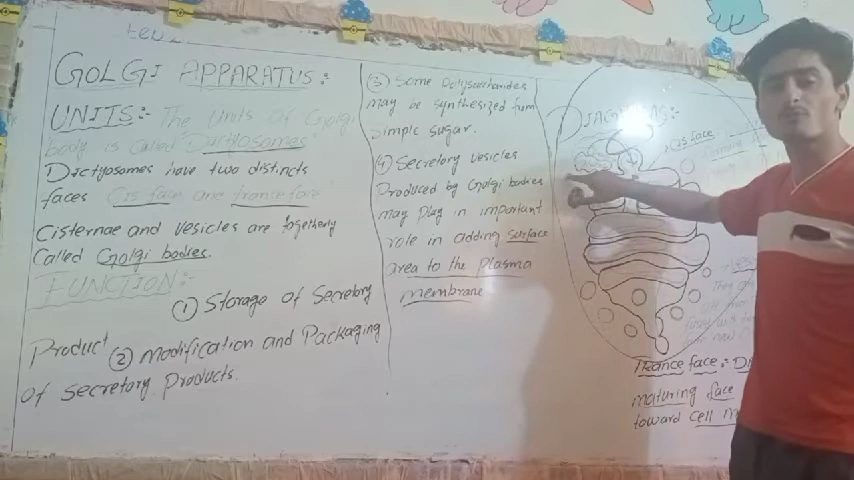 GOLGI APPARATUS:
UNITS:- The units of Golgi
body is called "Dictyosomes"
Dictyosomes have two distincts
faces Cis face and trance face
Cisternae and vesicles are togetherly
Called Golgi bodies.
FUNCTION:-
① Storage of Secretory
Product ② Modification and Packaging
of secretory products.
③ Some Polysaccharides
may be synthesized from
simple sugar.
④ Secretory vesicles
Produced by Golgi bodies
may play in important
role in adding surface
area to the plasma
membrane
Cis face
Trance face:-
maturing face
toward cell